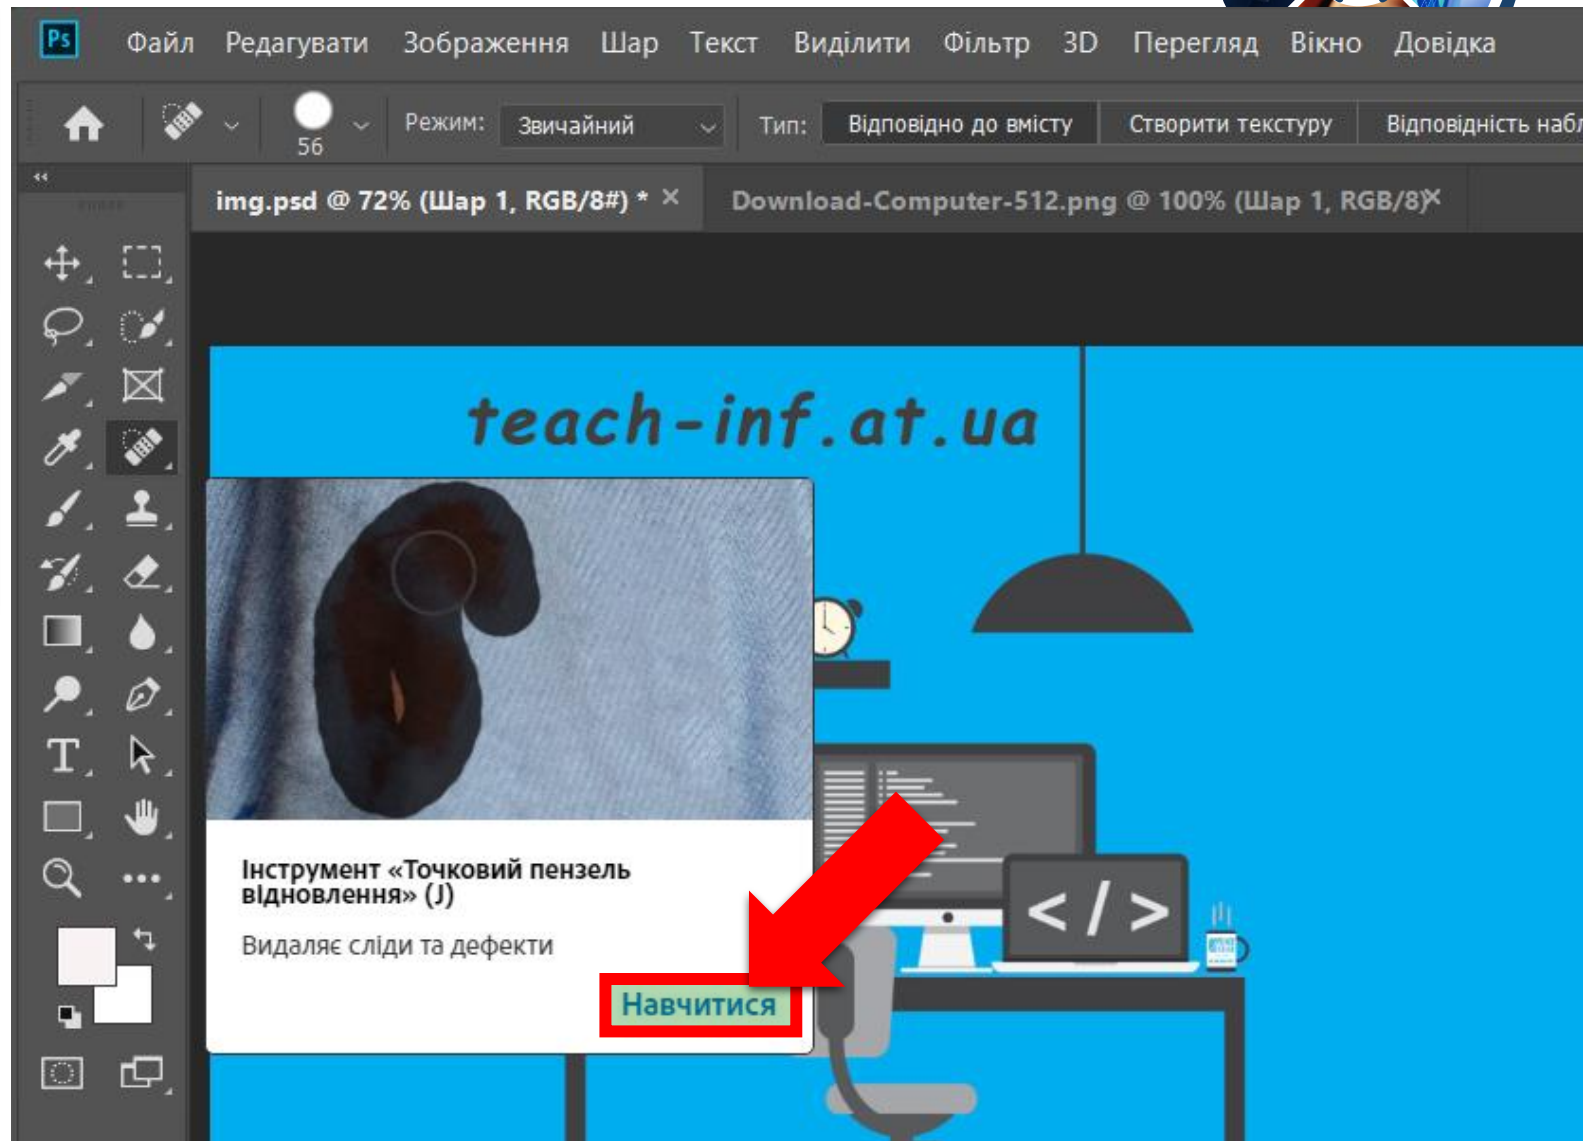 Ps
Файл Редагувати Зображення Шар Текст Виділити Фільтр 3D Перегляд Вікно Довідка
56 Режим: Звичайний Тип: Відповідно до вмісту Створити текстуру Відповідність набл
img.psd @ 72% (Шар 1, RGB/8#) * × Download-Computer-512.png @ 100% (Шар 1, RGB/8) ×
teach-inf.at.ua
</>
Інструмент «Точковий пензель
відновлення» (J)
Видаляє сліди та дефекти
Навчитися